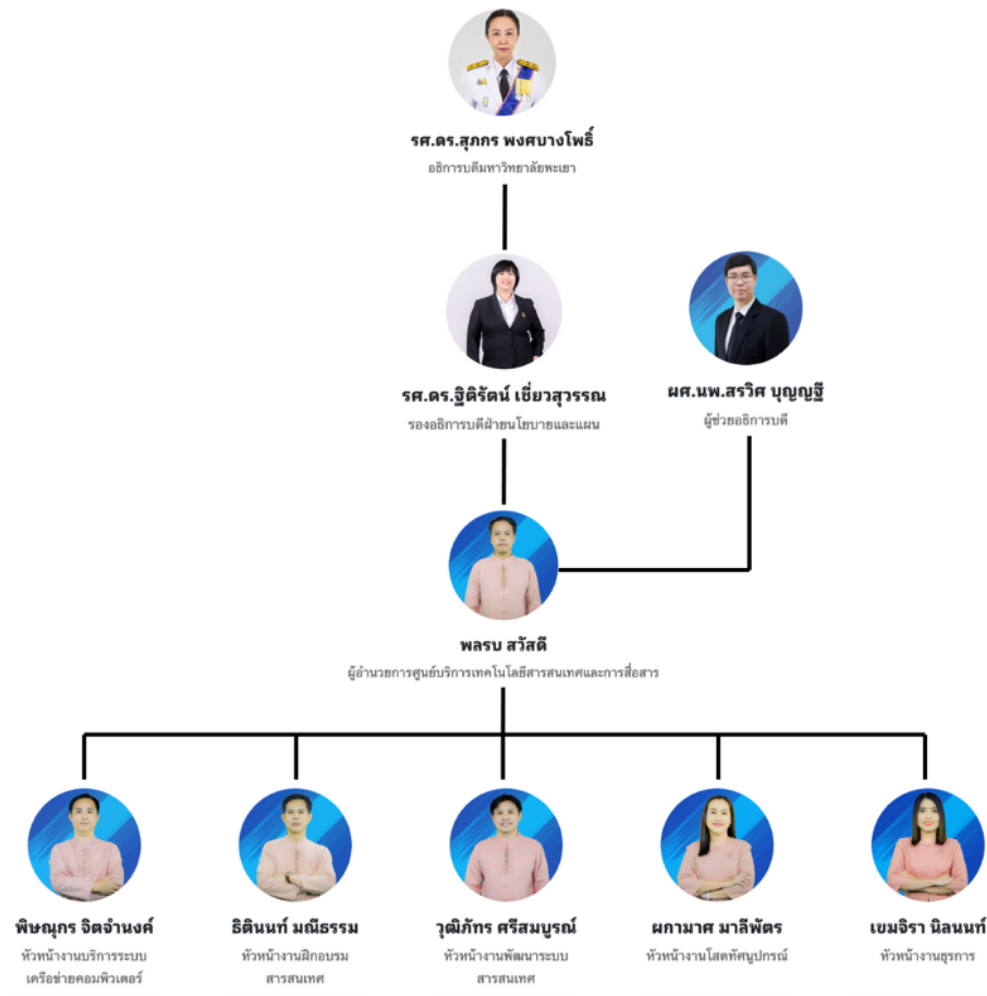 รศ.ดร.สุภกร พงศบางโพธิ์
อธิการบดีมหาวิทยาลัยพะเยา
รศ.ดร.ฐิติรัตน์ เชี่ยวสุวรรณ
รองอธิการบดีฝ่ายนโยบายและแผน
ผศ.นพ.สรวิศ บุญญฐี
ผู้ช่วยอธิการบดี
พลรบ สวัสดี
ผู้อำนวยการศูนย์บริการเทคโนโลยีสารสนเทศและการสื่อสาร
พิษณุกร จิตจำนงค์
หัวหน้างานบริการระบบ
เครือข่ายคอมพิวเตอร์
ธิตินนท์ มณีธรรม
หัวหน้างานฝึกอบรม
สารสนเทศ
วุฒิภัทร ศรีสมบูรณ์
หัวหน้างานพัฒนาระบบ
สารสนเทศ
ผกามาศ มาลีพัตร
หัวหน้างานโสตทัศนูปกรณ์
เขมจิรา นิลนนท์
หัวหน้างานธุรการ